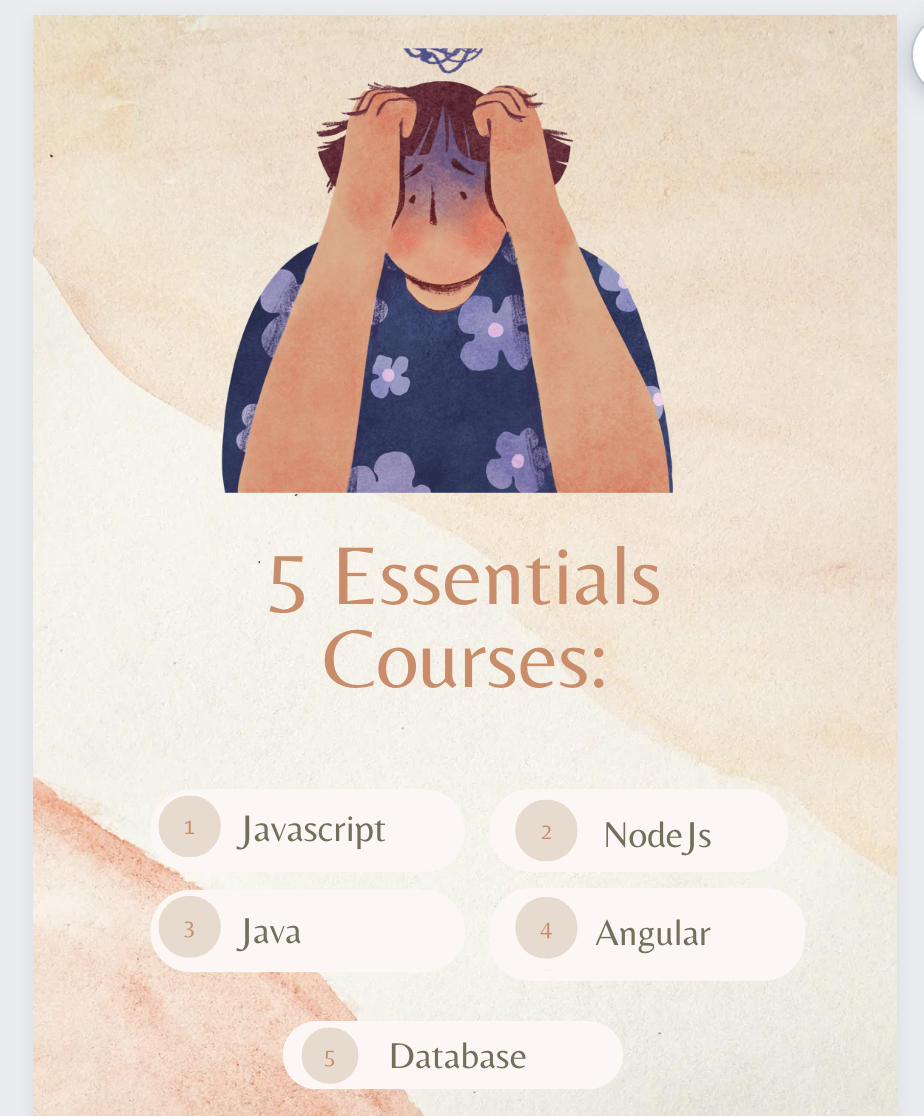 5 Essentials
Courses:
1 Javascript
2 NodeJs
3 Java
4 Angular
5 Database